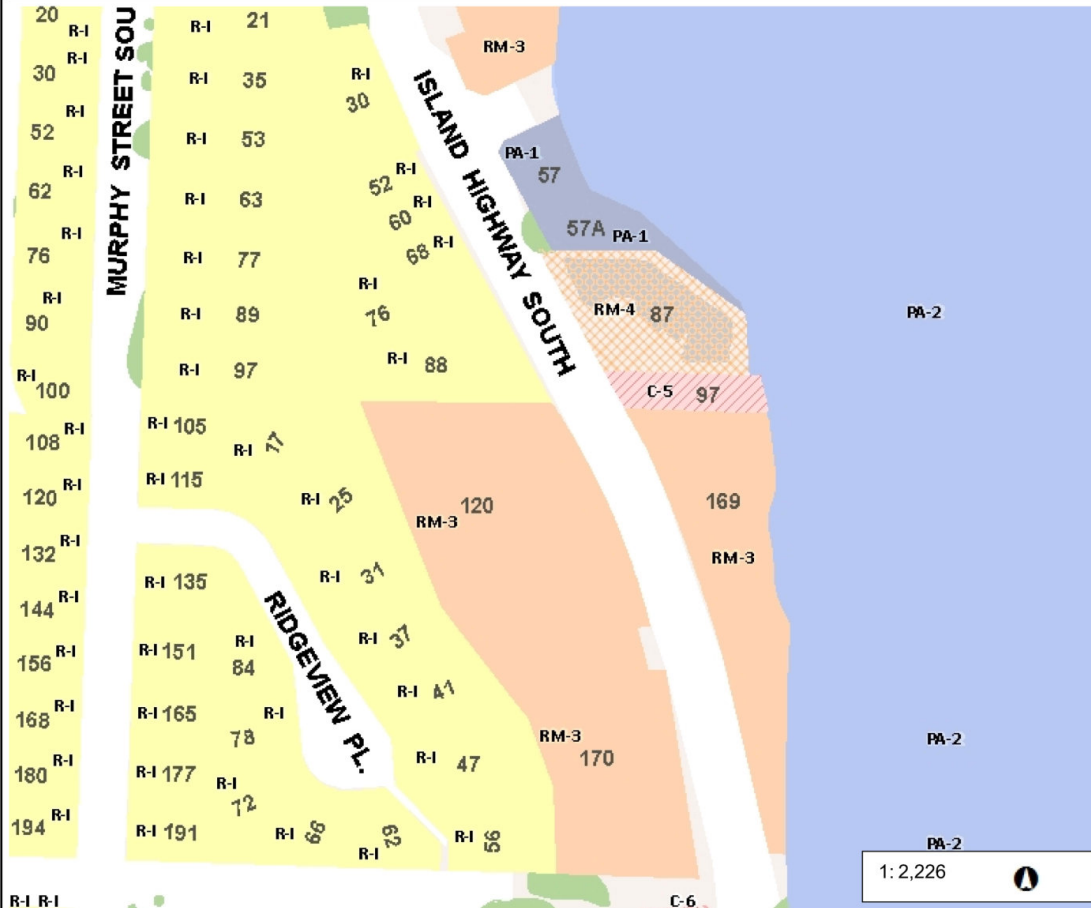 20
R-I
30
R-I
52
R-I
62
R-I
76
R-I
90
R-I
100
R-I
108
R-I
120
R-I
132
R-I
144
R-I
156
R-I
168
R-I
180
R-I
194
R-I
R-I R-I
MURPHY STREET SOU
R-I 21
R-I 35
R-I 53
R-I 63
R-I 77
R-I 89
R-I 97
R-I 105
R-I 115
R-I 17
R-I 25
R-I 31
R-I 37
R-I 41
R-I 47
R-I 56
R-I 135
R-I 151
R-I 165
R-I 177
R-I 191
R-I
84
R-I
78
R-I
72
R-I 66
R-I 62
RIDGEVIEW PL.
R-I
30
R-I
52
R-I
60
R-I
68
R-I
76
R-I 88
ISLAND HIGHWAY SOUTH
RM-3
PA-1
57
57A PA-1
RM-4 87
C-5 97
120
RM-3
169
RM-3
RM-3
170
PA-2
PA-2
PA-2
C-6
1: 2,226